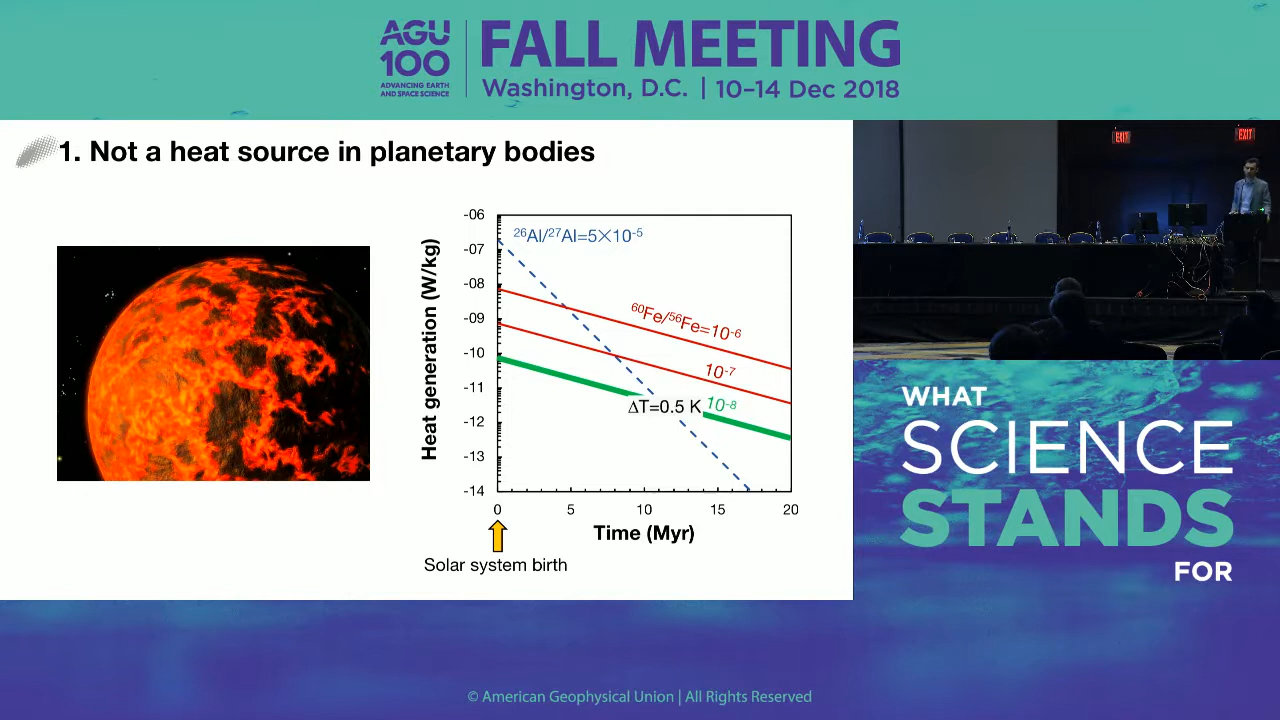 AGU
100
ADVANCING EARTH
AND SPACE SCIENCE
FALL MEETING
Washington, D.C. | 10–14 Dec 2018
1. Not a heat source in planetary bodies
Heat generation (W/kg)
-06
-07
-08
-09
-10
-11
-12
-13
-14
²⁶Al/²⁷Al=5×10⁻⁵
⁶⁰Fe/⁵⁶Fe=10⁻⁶
10⁻⁷
ΔT=0.5 K
10⁻⁸
0 5 10 15 20
Time (Myr)
Solar system birth
EXIT
EXIT
WHAT
SCIENCE
STANDS
FOR
© American Geophysical Union | All Rights Reserved